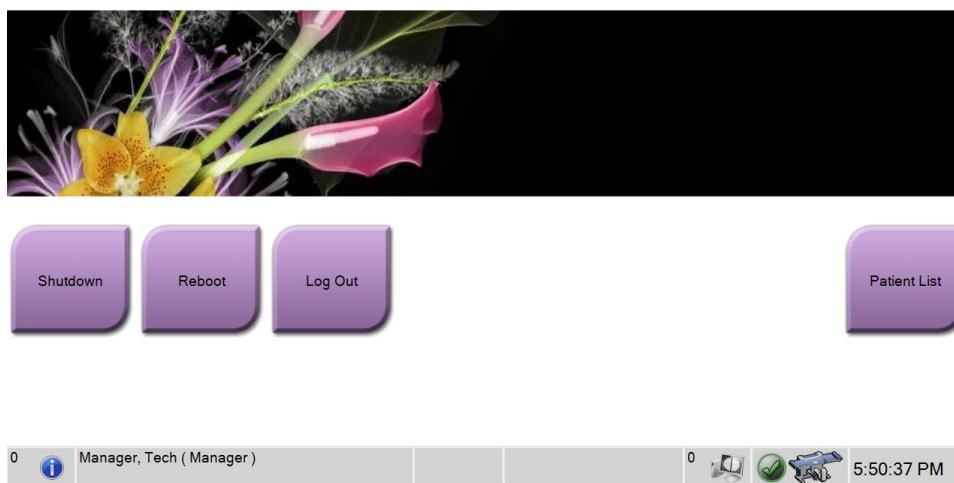 Shutdown
Reboot
Log Out
Patient List
0
Manager, Tech ( Manager )
0
5:50:37 PM